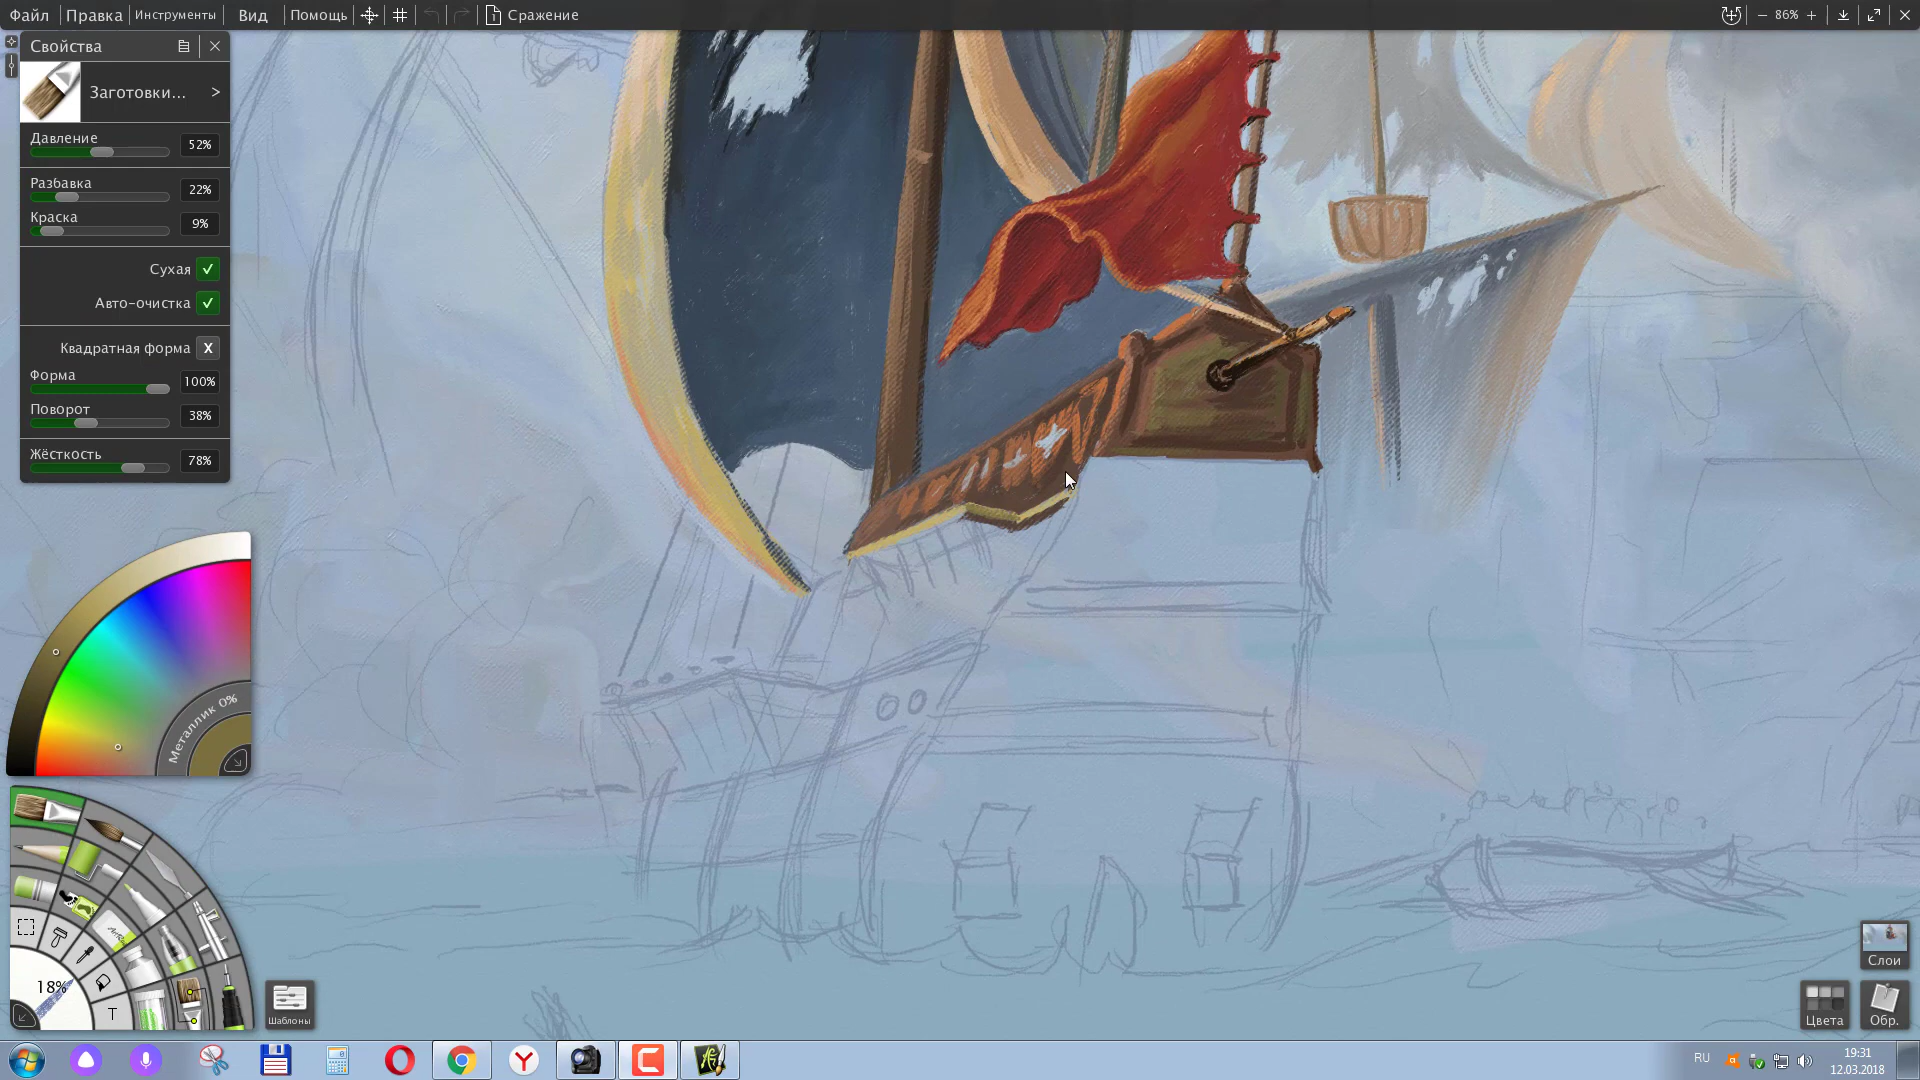 Файл Правка Инструменты Вид Помощь Сражение 86%
Свойства
Заготовки... >
Давление 52%
Разбавка 22%
Краска 9%
Сухая
Авто-очистка
Квадратная форма X
Форма 100%
Поворот 38%
Жёсткость 78%
Металлик 0%
18%
T
Шаблоны
Слои
Цвета
Обр.
RU
19:31
12.03.2018